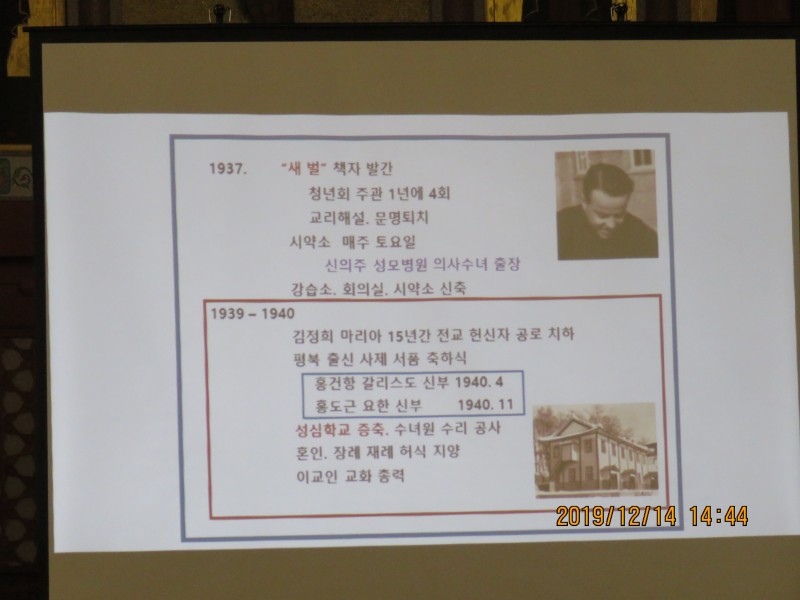 1937. "새 벌" 책자 발간
청년회 주관 1년에 4회
교리해설. 문명퇴치
시약소 매주 토요일
신의주 성모병원 의사수녀 출장
강습소. 회의실. 시약소 신축
1939 – 1940
김정희 마리아 15년간 전교 헌신자 공로 치하
평북 출신 사제 서품 축하식
홍건항 갈리스도 신부 1940. 4
홍도근 요한 신부 1940. 11
성심학교 증축. 수녀원 수리 공사
혼인. 장례 재례 허식 지양
이교인 교화 총력
2019/12/14 14:44